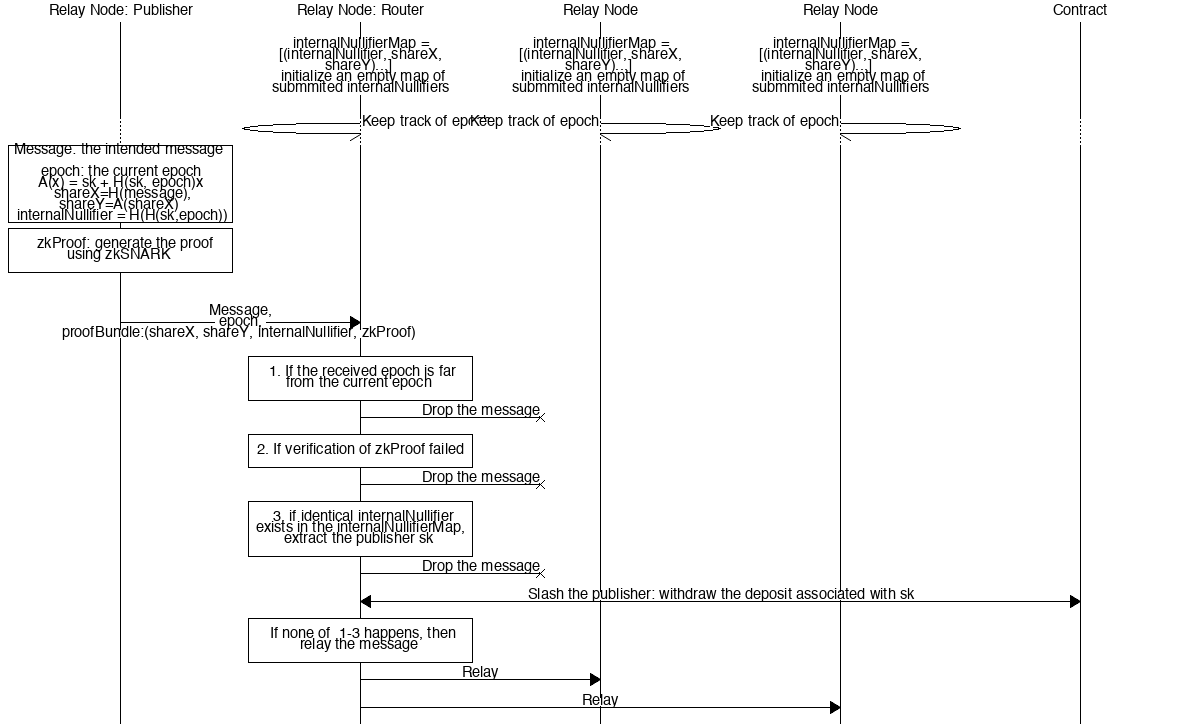 Relay Node: Publisher
Relay Node: Router
Relay Node
Relay Node
Contract
internalNullifierMap =
[(internalNullifier, shareX,
shareY)...]
initialize an empty map of
submmited internalNullifiers
internalNullifierMap =
[(internalNullifier, shareX,
shareY)...]
initialize an empty map of
submmited internalNullifiers
internalNullifierMap =
[(internalNullifier, shareX,
shareY)...]
initialize an empty map of
submmited internalNullifiers
Keep track of epoch
Keep track of epoch
Keep track of epoch
Message: the intended message
epoch: the current epoch
A(x) = sk + H(sk, epoch)x
shareX=H(message),
shareY=A(shareX)
internalNullifier = H(H(sk,epoch))
zkProof: generate the proof
using zkSNARK
Message,
epoch,
proofBundle:(shareX, shareY, internalNullifier, zkProof)
1. If the received epoch is far
from the current epoch
Drop the message
2. If verification of zkProof failed
Drop the message
3. if identical internalNullifier
exists in the internalNullifierMap,
extract the publisher sk
Drop the message
Slash the publisher: withdraw the deposit associated with sk
If none of  1-3 happens, then
relay the message
Relay
Relay